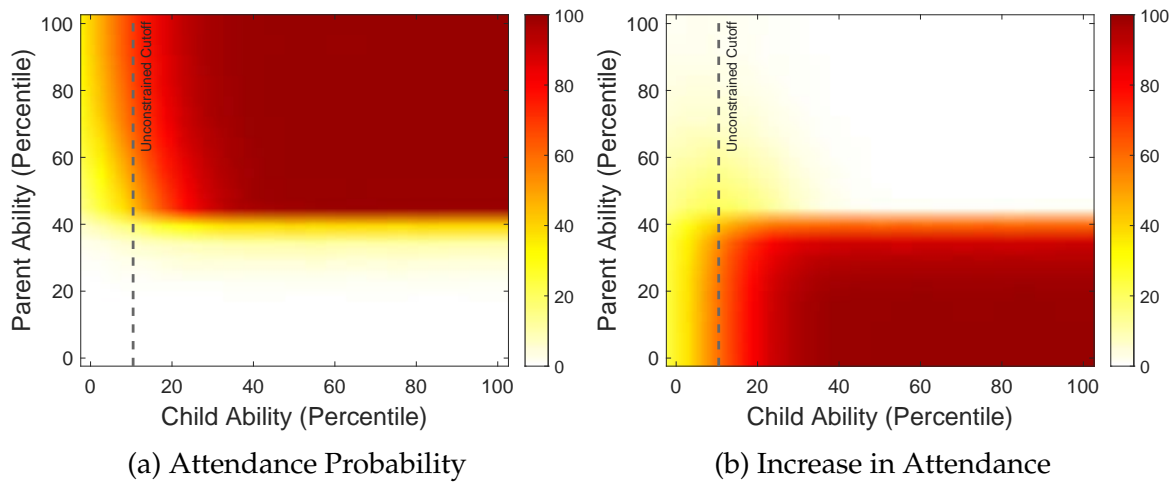 100
80
60
40
20
0
Parent Ability (Percentile)
Unconstrained Cutoff
0 20 40 60 80 100
Child Ability (Percentile)
100
80
60
40
20
0
(a) Attendance Probability
100
80
60
40
20
0
Parent Ability (Percentile)
Unconstrained Cutoff
0 20 40 60 80 100
Child Ability (Percentile)
100
80
60
40
20
0
(b) Increase in Attendance